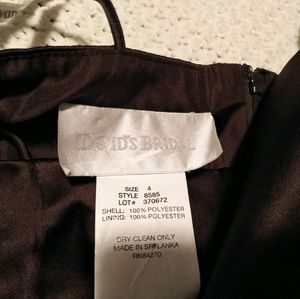 DAVID'S BRIDAL
SIZE 4
STYLE 8585
LOT# 370672
SHELL: 100% POLYESTER
LINING: 100% POLYESTER
DRY CLEAN ONLY
MADE IN SRI LANKA
RN84270